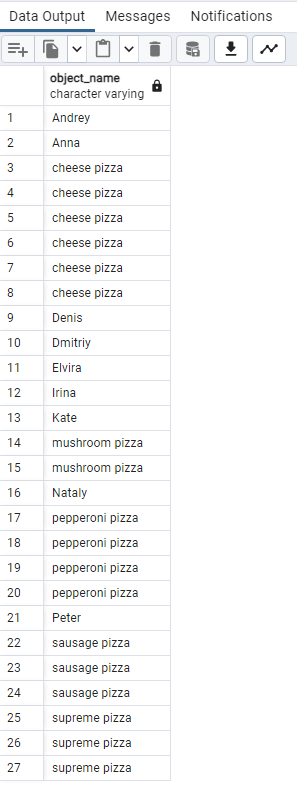 Data Output Messages Notifications
object_name
character varying
1 Andrey
2 Anna
3 cheese pizza
4 cheese pizza
5 cheese pizza
6 cheese pizza
7 cheese pizza
8 cheese pizza
9 Denis
10 Dmitriy
11 Elvira
12 Irina
13 Kate
14 mushroom pizza
15 mushroom pizza
16 Nataly
17 pepperoni pizza
18 pepperoni pizza
19 pepperoni pizza
20 pepperoni pizza
21 Peter
22 sausage pizza
23 sausage pizza
24 sausage pizza
25 supreme pizza
26 supreme pizza
27 supreme pizza